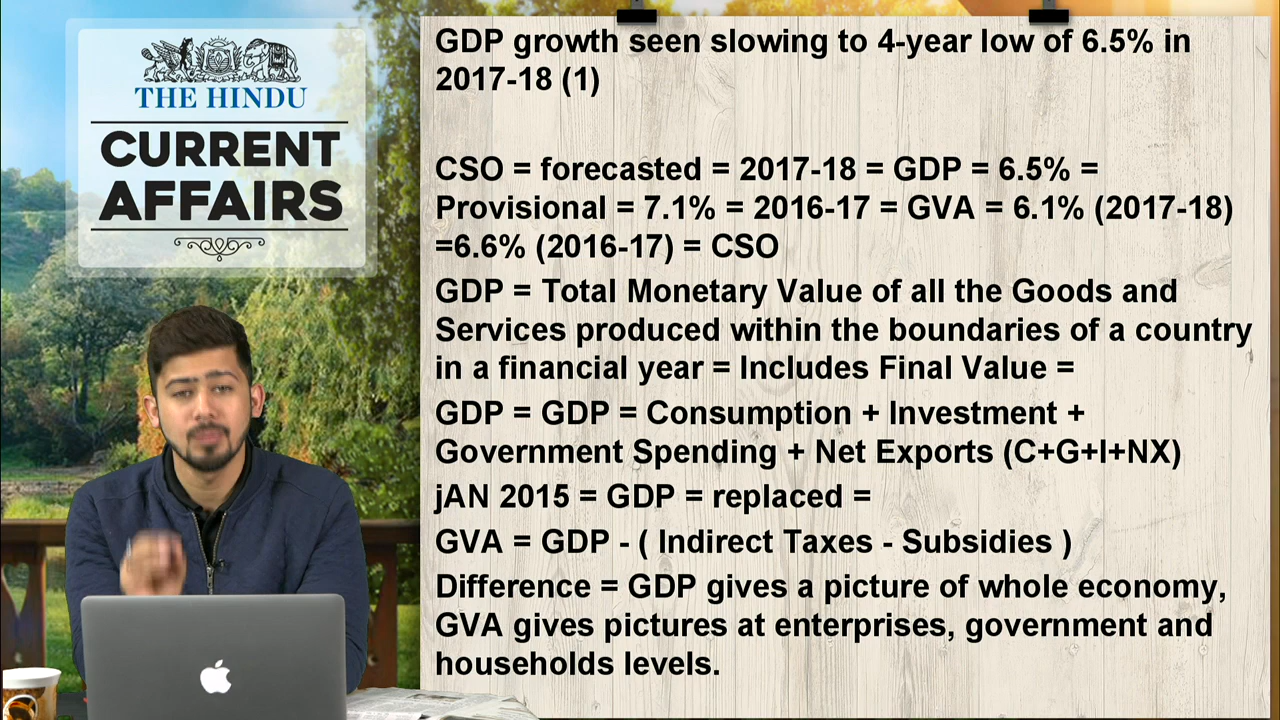 THE HINDU
CURRENT
AFFAIRS
GDP growth seen slowing to 4-year low of 6.5% in
2017-18 (1)
CSO = forecasted = 2017-18 = GDP = 6.5% =
Provisional = 7.1% = 2016-17 = GVA = 6.1% (2017-18)
=6.6% (2016-17) = CSO
GDP = Total Monetary Value of all the Goods and
Services produced within the boundaries of a country
in a financial year = Includes Final Value =
GDP = GDP = Consumption + Investment +
Government Spending + Net Exports (C+G+I+NX)
jAN 2015 = GDP = replaced =
GVA = GDP - ( Indirect Taxes - Subsidies )
Difference = GDP gives a picture of whole economy,
GVA gives pictures at enterprises, government and
households levels.